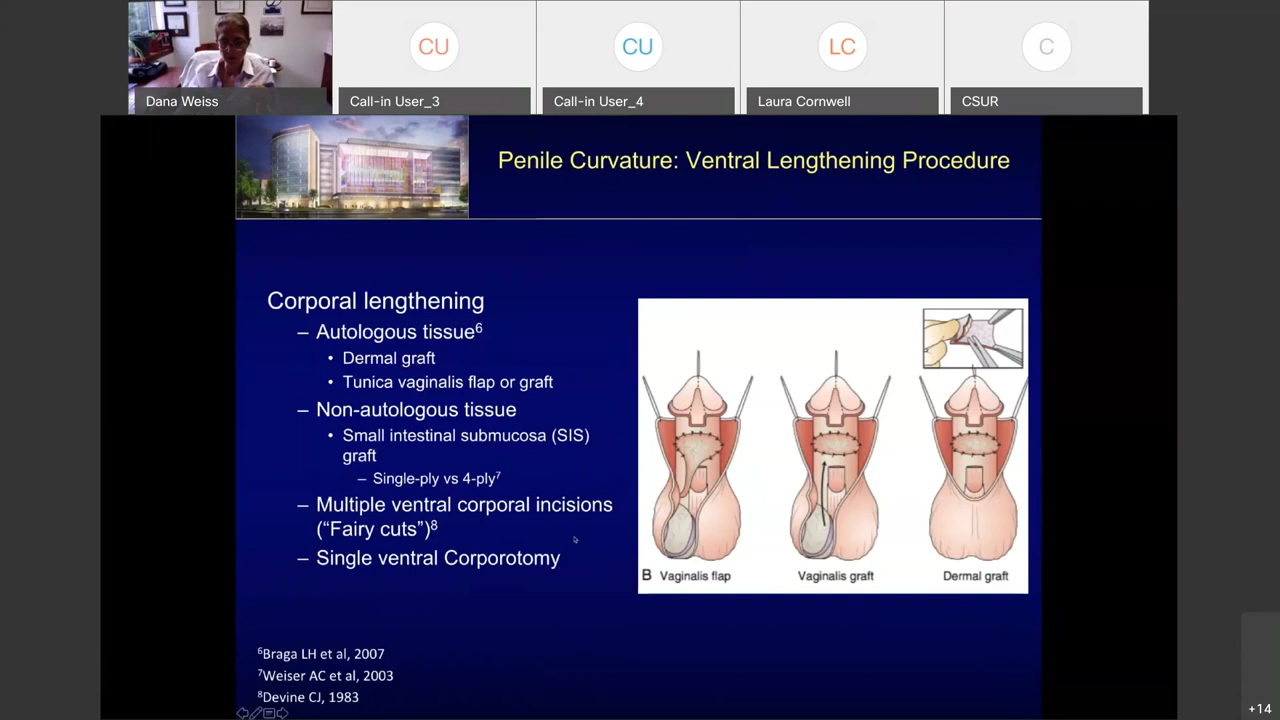 CU
CU
LC
C
Dana Weiss
Call-in User_3
Call-in User_4
Laura Cornwell
CSUR
Penile Curvature: Ventral Lengthening Procedure
Corporal lengthening
– Autologous tissue⁶
• Dermal graft
• Tunica vaginalis flap or graft
– Non-autologous tissue
• Small intestinal submucosa (SIS)
graft
– Single-ply vs 4-ply⁷
– Multiple ventral corporal incisions
(“Fairy cuts”)⁸
– Single ventral Corporotomy
B Vaginalis flap
Vaginalis graft
Dermal graft
⁶Braga LH et al, 2007
⁷Weiser AC et al, 2003
⁸Devine CJ, 1983
+14